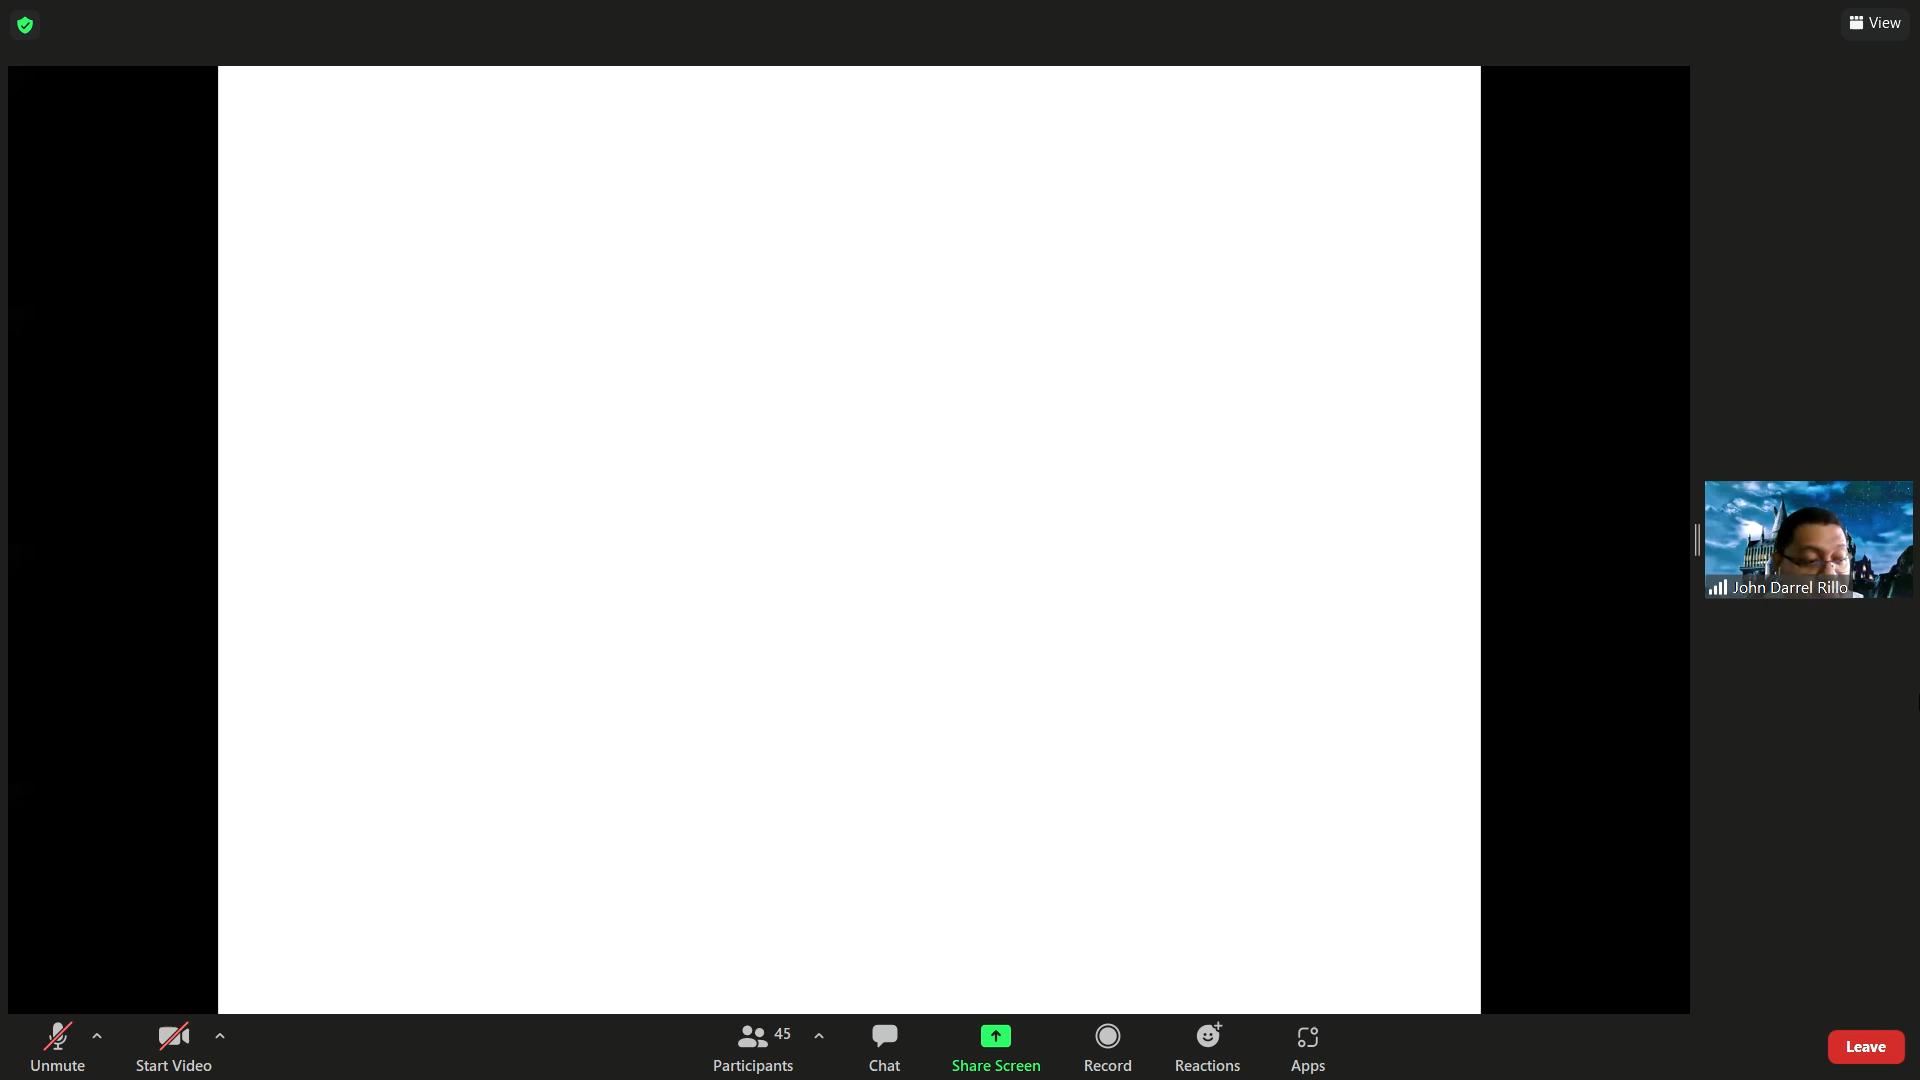 View
John Darrel Rillo
45
Unmute
Start Video
Participants
Chat
Share Screen
Record
Reactions
Apps
Leave